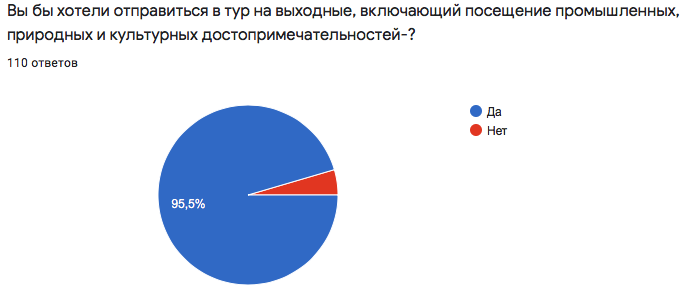 Вы бы хотели отправиться в тур на выходные, включающий посещение промышленных,
природных и культурных достопримечательностей-?
110 ответов
Да
Нет
95,5%